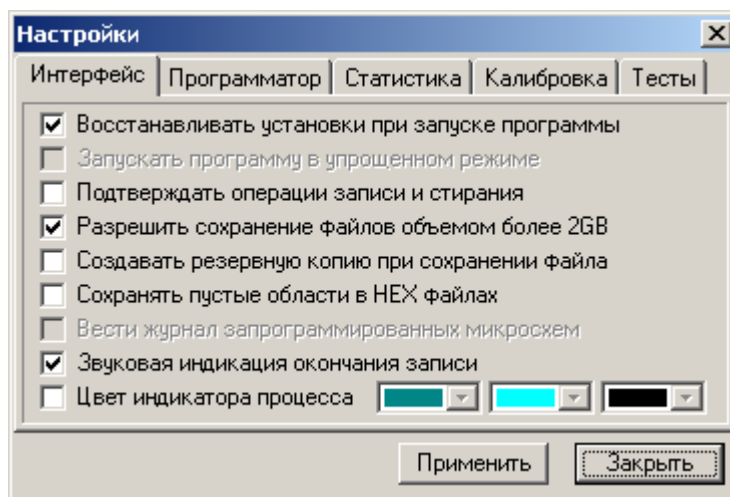 Настройки
Интерфейс Программатор Статистика Калибровка Тесты
Восстанавливать установки при запуске программы
Запускать программу в упрощенном режиме
Подтверждать операции записи и стирания
Разрешить сохранение файлов объемом более 2GB
Создавать резервную копию при сохранении файла
Сохранять пустые области в HEX файлах
Вести журнал запрограммированных микросхем
Звуковая индикация окончания записи
Цвет индикатора процесса
Применить Закрыть